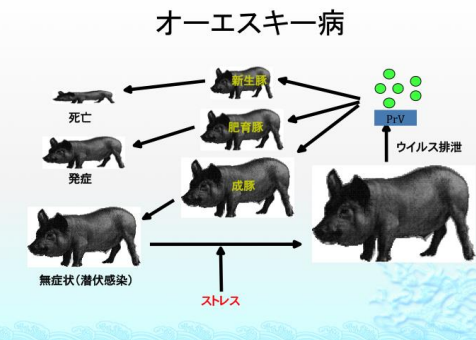 オーエスキー病
新生豚
死亡
肥育豚
PrV
ウイルス排泄
発症
成豚
無症状(潜伏感染)
ストレス